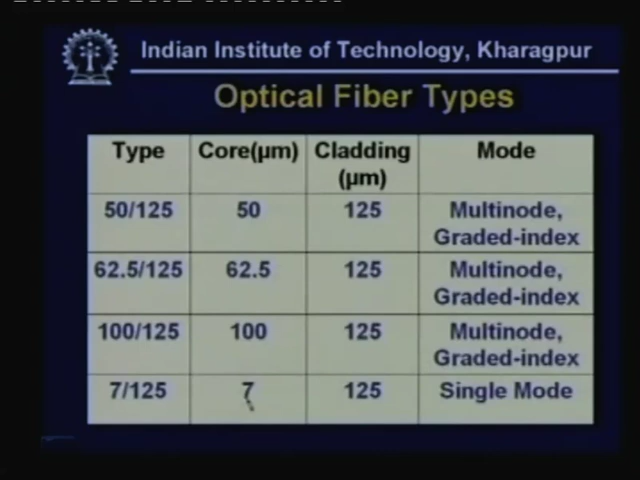 Indian Institute of Technology, Kharagpur
Optical Fiber Types
Type Core(µm) Cladding (µm) Mode
50/125 50 125 Multinode, Graded-index
62.5/125 62.5 125 Multinode, Graded-index
100/125 100 125 Multinode, Graded-index
7/125 7 125 Single Mode